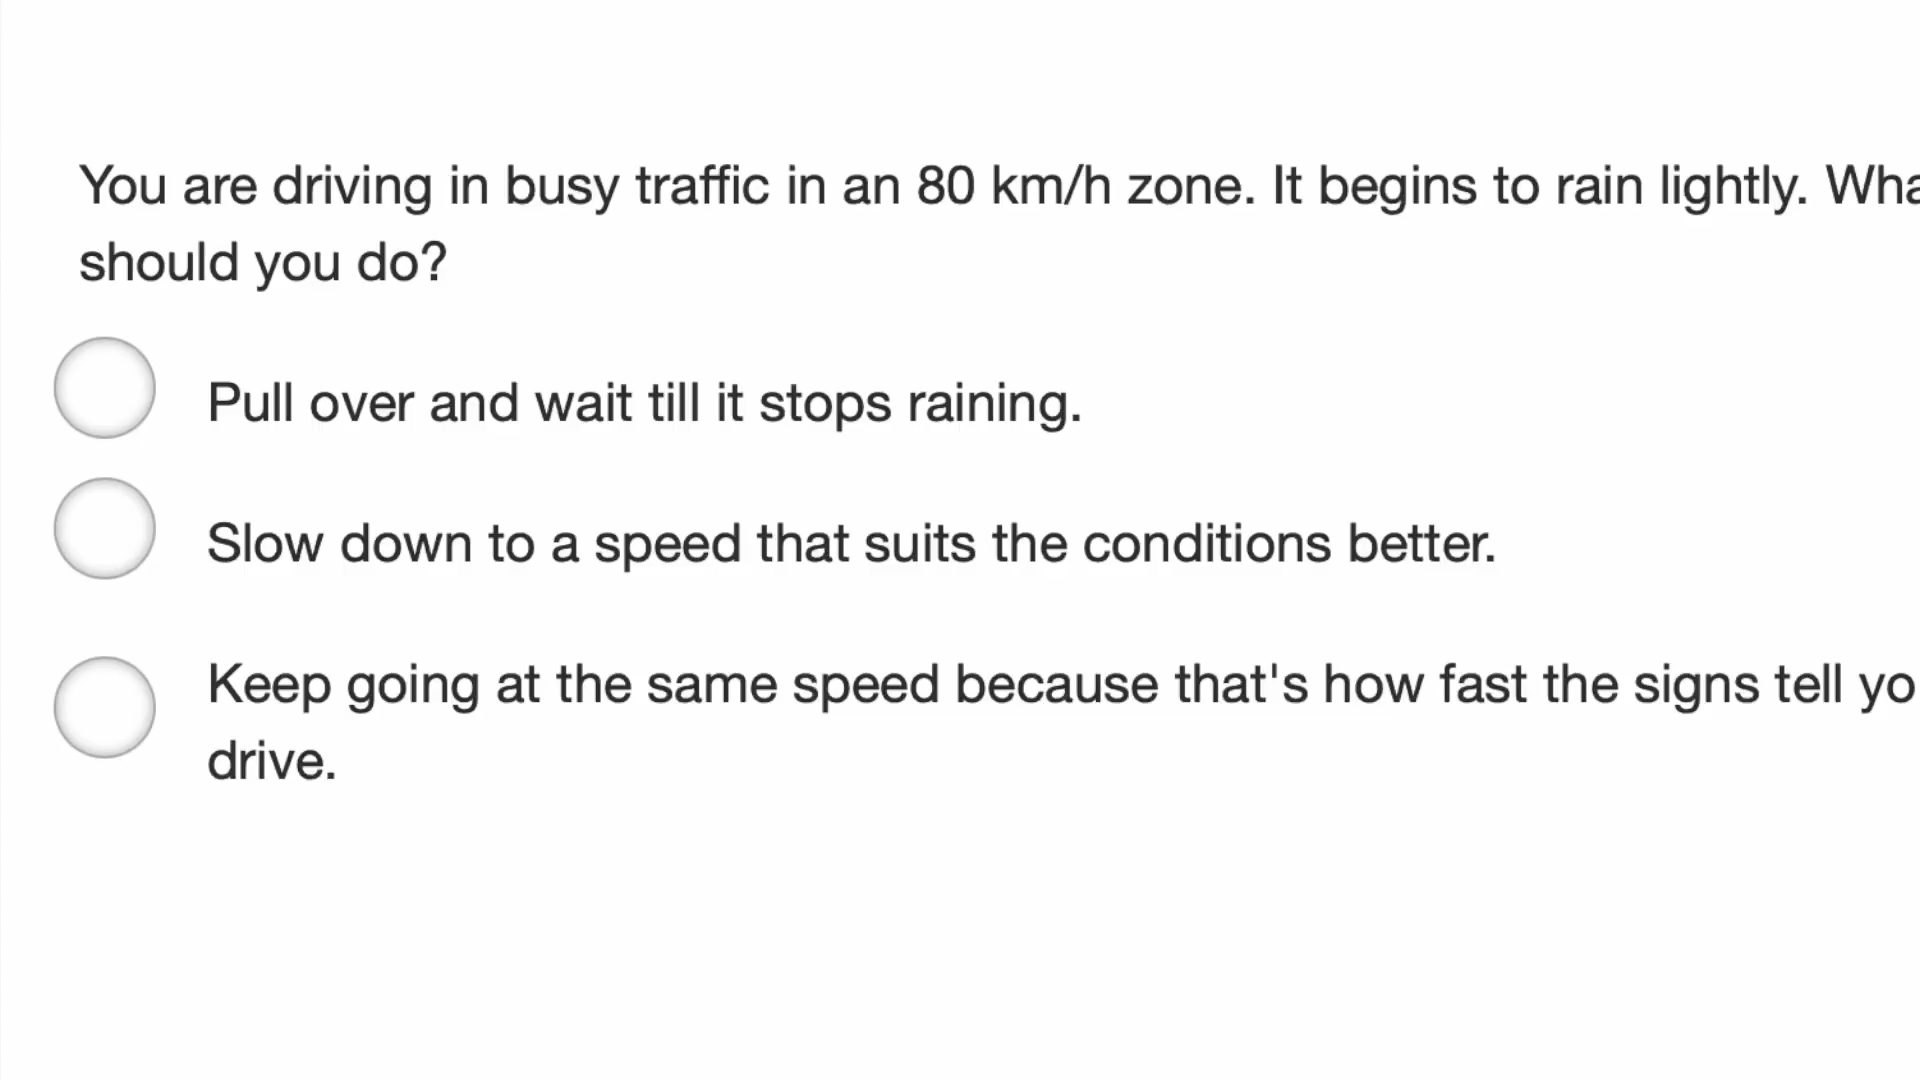 You are driving in busy traffic in an 80 km/h zone. It begins to rain lightly. Wha
should you do?
Pull over and wait till it stops raining.
Slow down to a speed that suits the conditions better.
Keep going at the same speed because that's how fast the signs tell yo
drive.